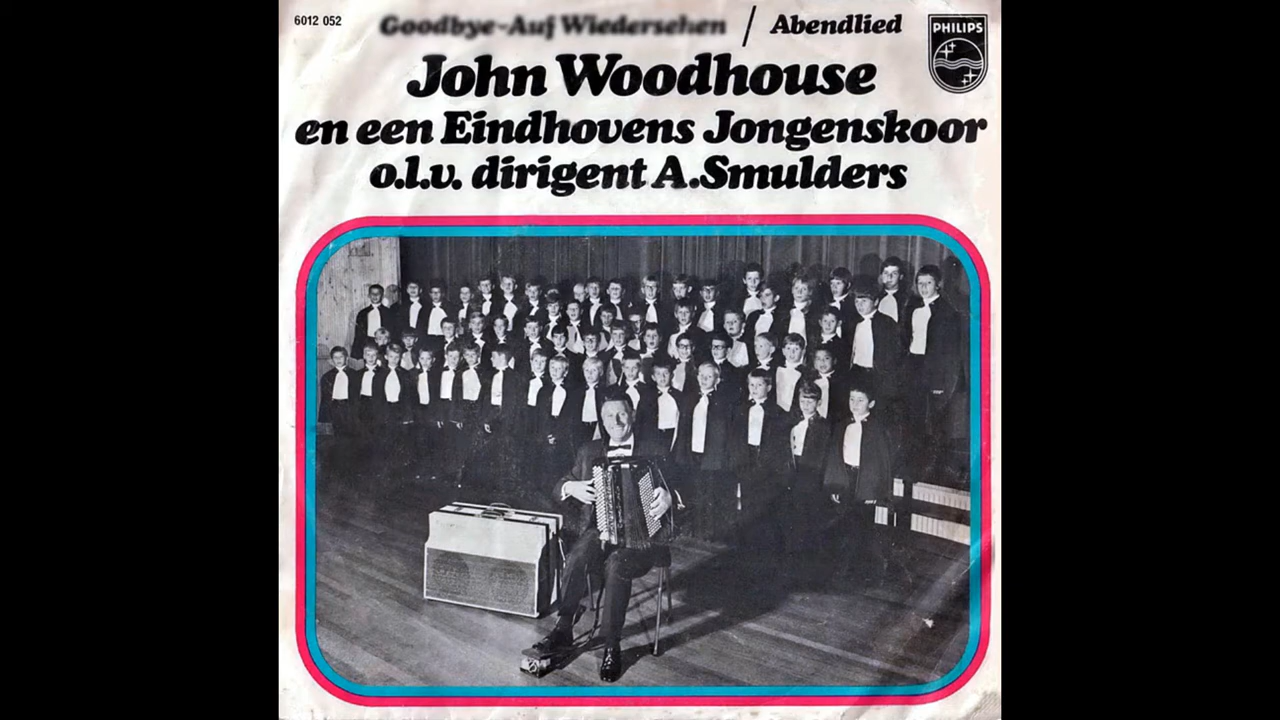 6012 052
Goodbye-Auf Wiedersehen / Abendlied
PHILIPS
John Woodhouse
en een Eindhovens Jongenskoor
o.l.v. dirigent A.Smulders